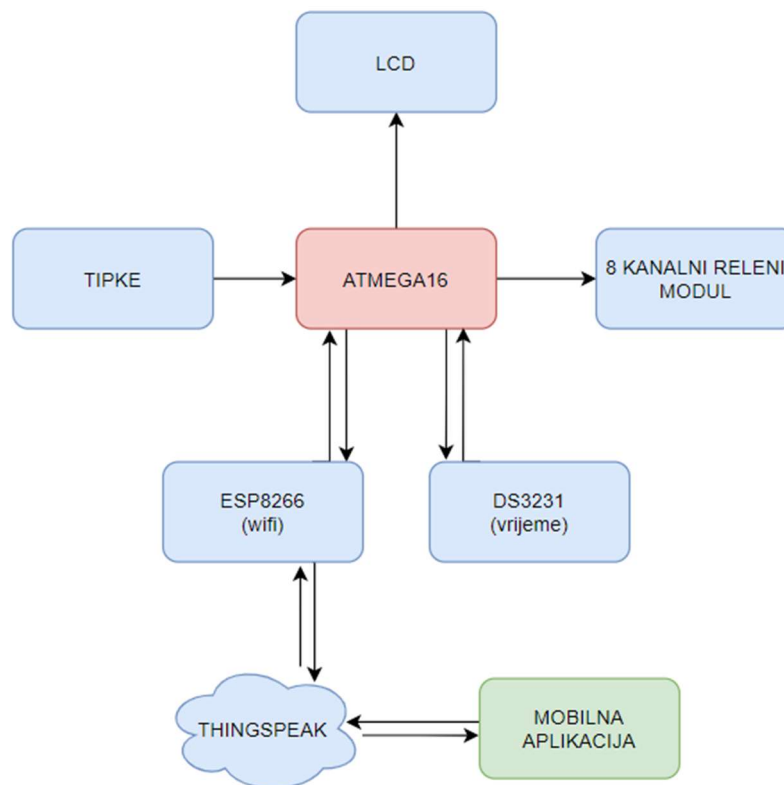 LCD
TIPKE
ATMEGA16
8 KANALNI RELENI
MODUL
ESP8266
(wifi)
DS3231
(vrijeme)
THINGSPEAK
MOBILNA
APLIKACIJA